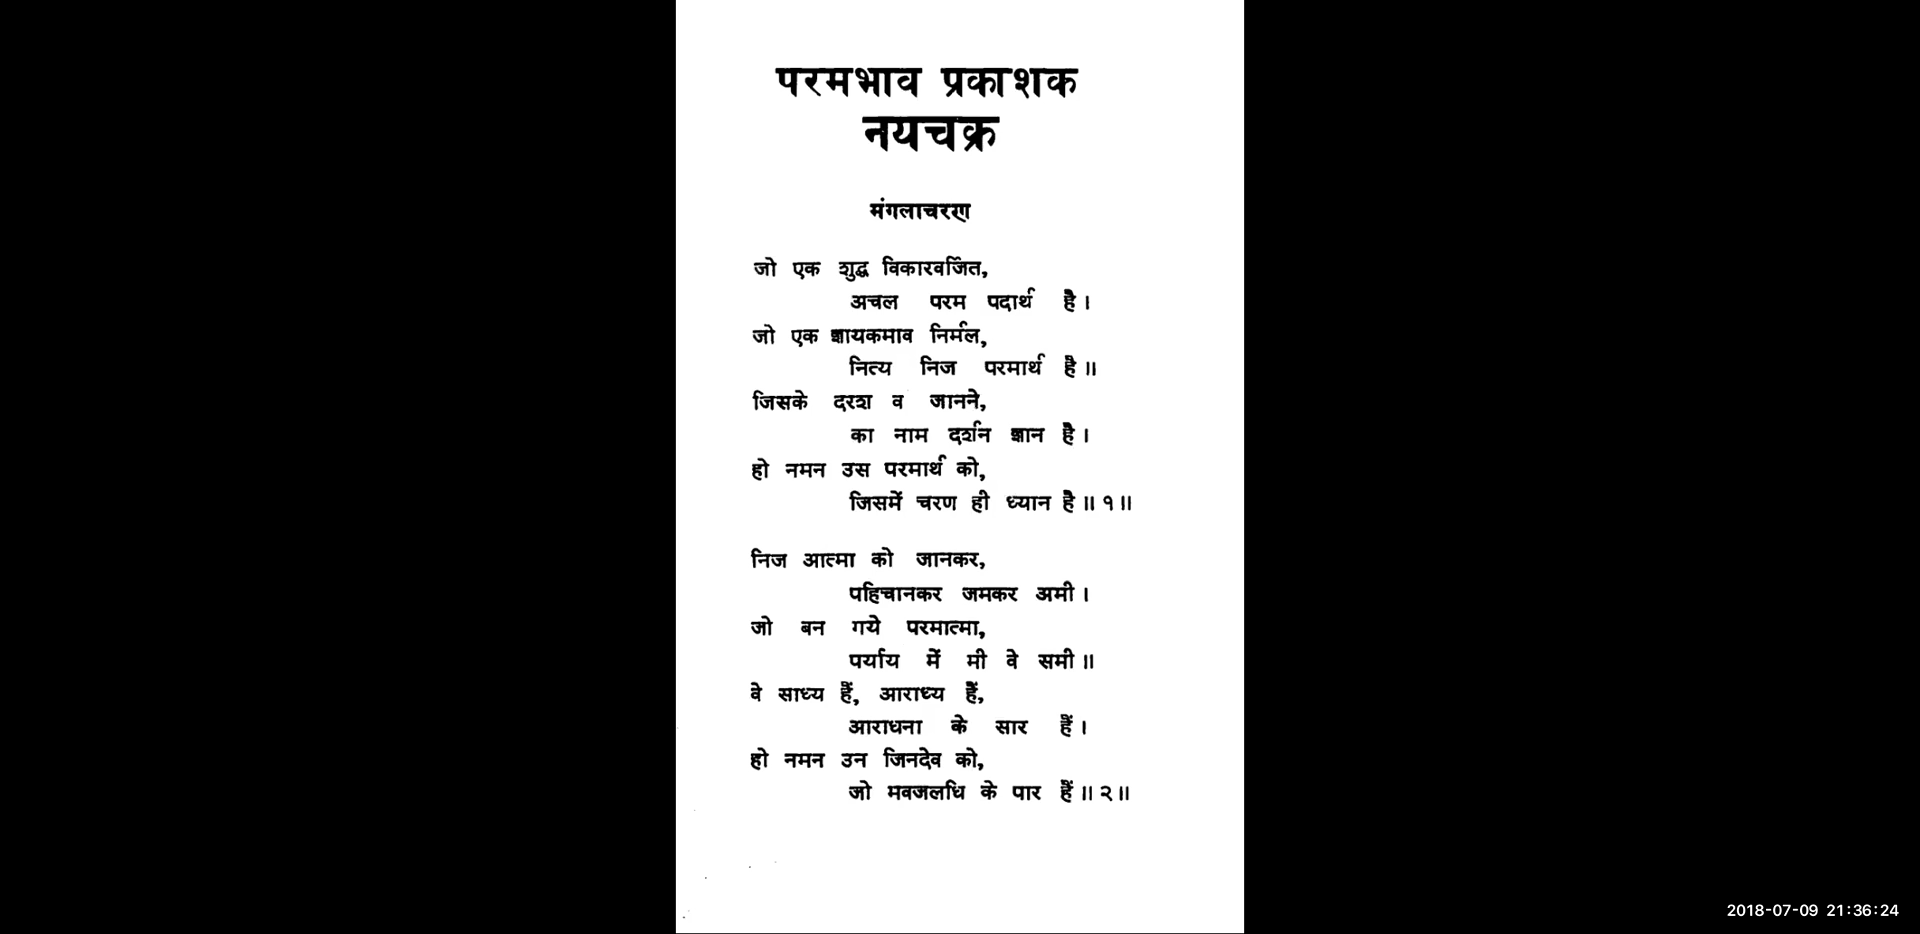 परमभाव प्रकाशक
नयचक्र
मंगलाचरण
जो एक शुद्ध विकारवर्जित,
अचल परम पदार्थ है।
जो एक ज्ञायकभाव निर्मल,
नित्य निज परमार्थ है॥
जिसके दरश व जानने,
का नाम दर्शन ज्ञान है।
हो नमन उस परमार्थ को,
जिसमें चरण ही ध्यान है॥१॥
निज आत्मा को जानकर,
पहिचानकर जमकर अभी।
जो बन गये परमात्मा,
पर्याय में भी वे सभी॥
वे साध्य हैं, आराध्य हैं,
आराधना के सार हैं।
हो नमन उन जिनदेव को,
जो भवजलधि के पार हैं॥२॥
2018-07-09 21:36:24